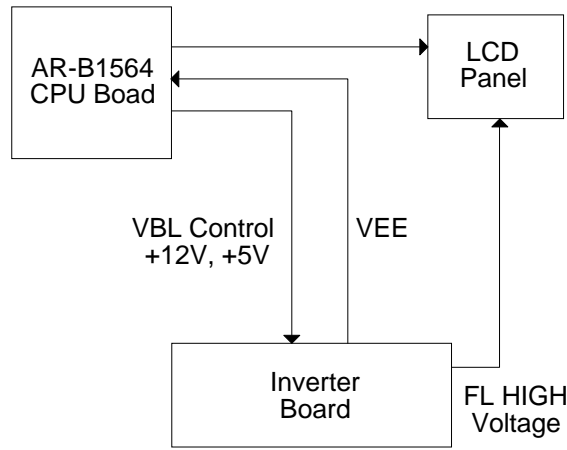 AR-B1564
CPU Boad
LCD
Panel
VBL Control
+12V, +5V
VEE
Inverter
Board
FL HIGH
Voltage